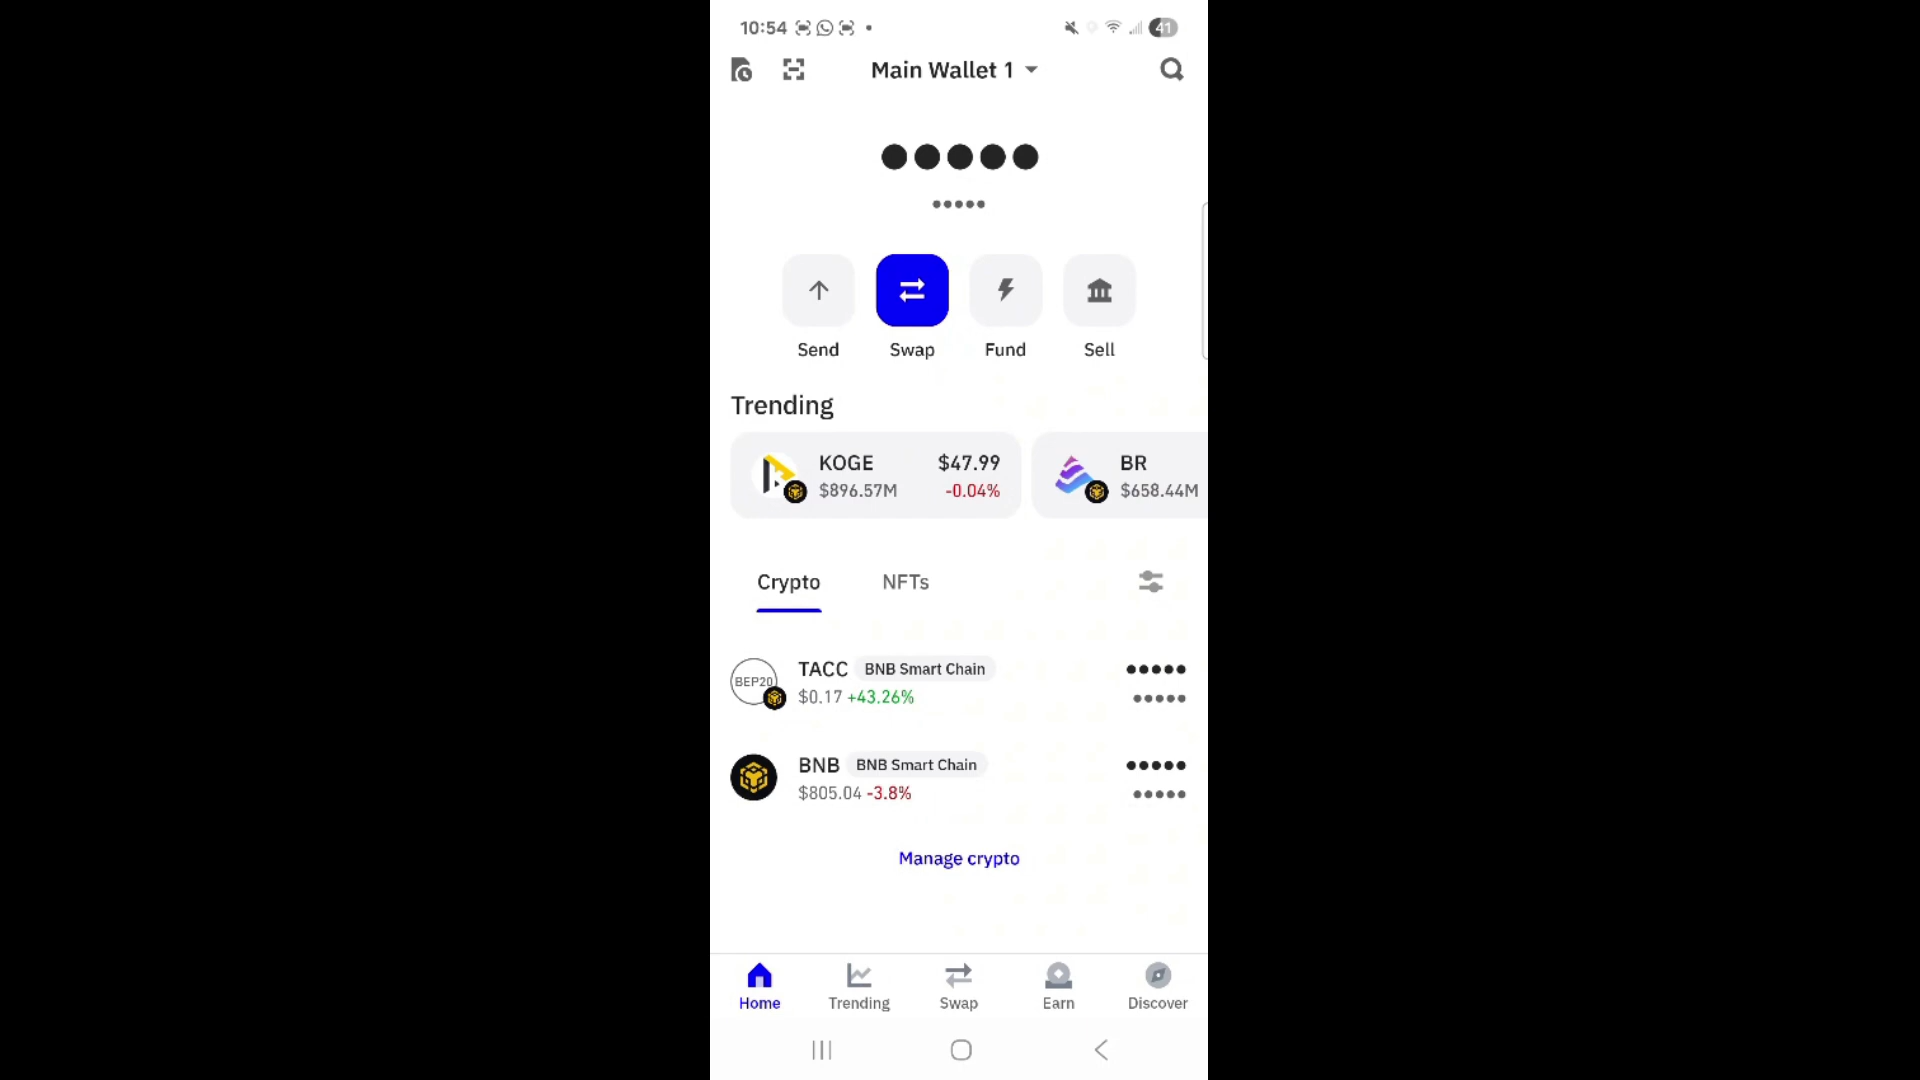 10:54
41
Main Wallet 1
Send
Swap
Fund
Sell
Trending
KOGE $47.99
$896.57M -0.04%
BR
$658.44M
Crypto
NFTs
BEP20
TACC BNB Smart Chain
$0.17 +43.26%
BNB BNB Smart Chain
$805.04 -3.8%
Manage crypto
Home
Trending
Swap
Earn
Discover